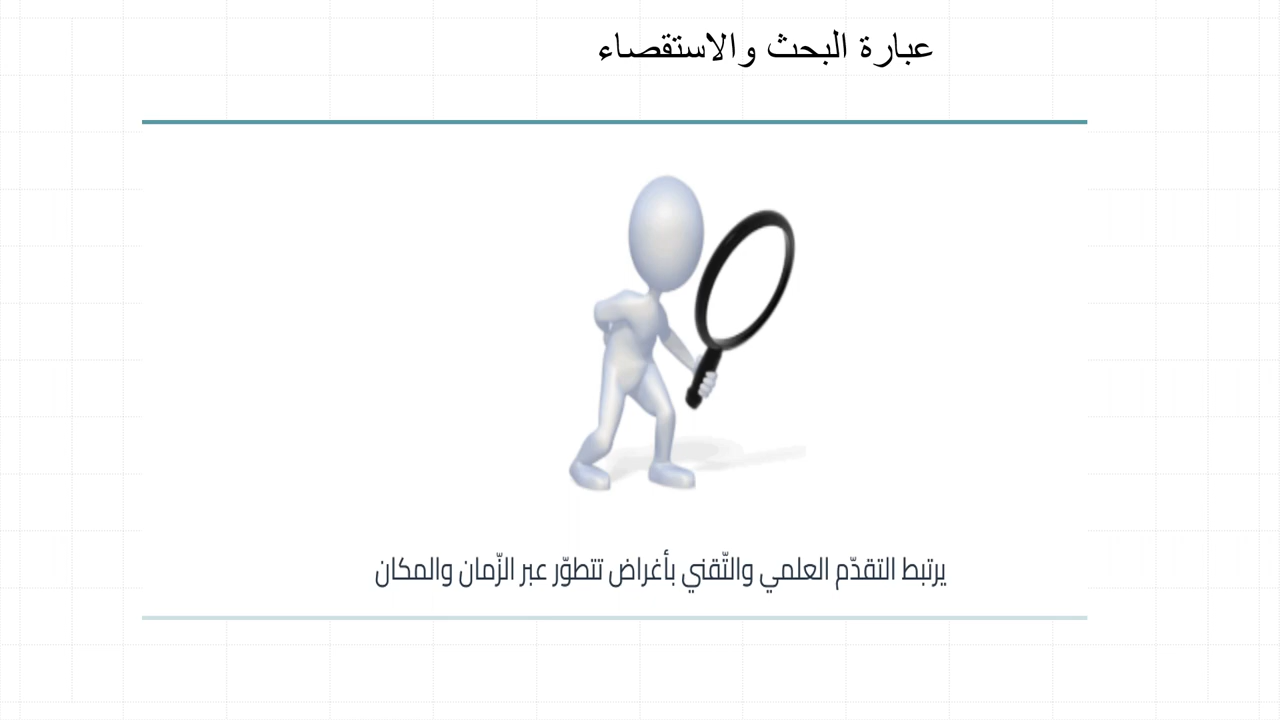 عبارة البحث والاستقصاء
يرتبط التقدّم العلمي والتّقني بأغراض تتطوّر عبر الزّمان والمكان